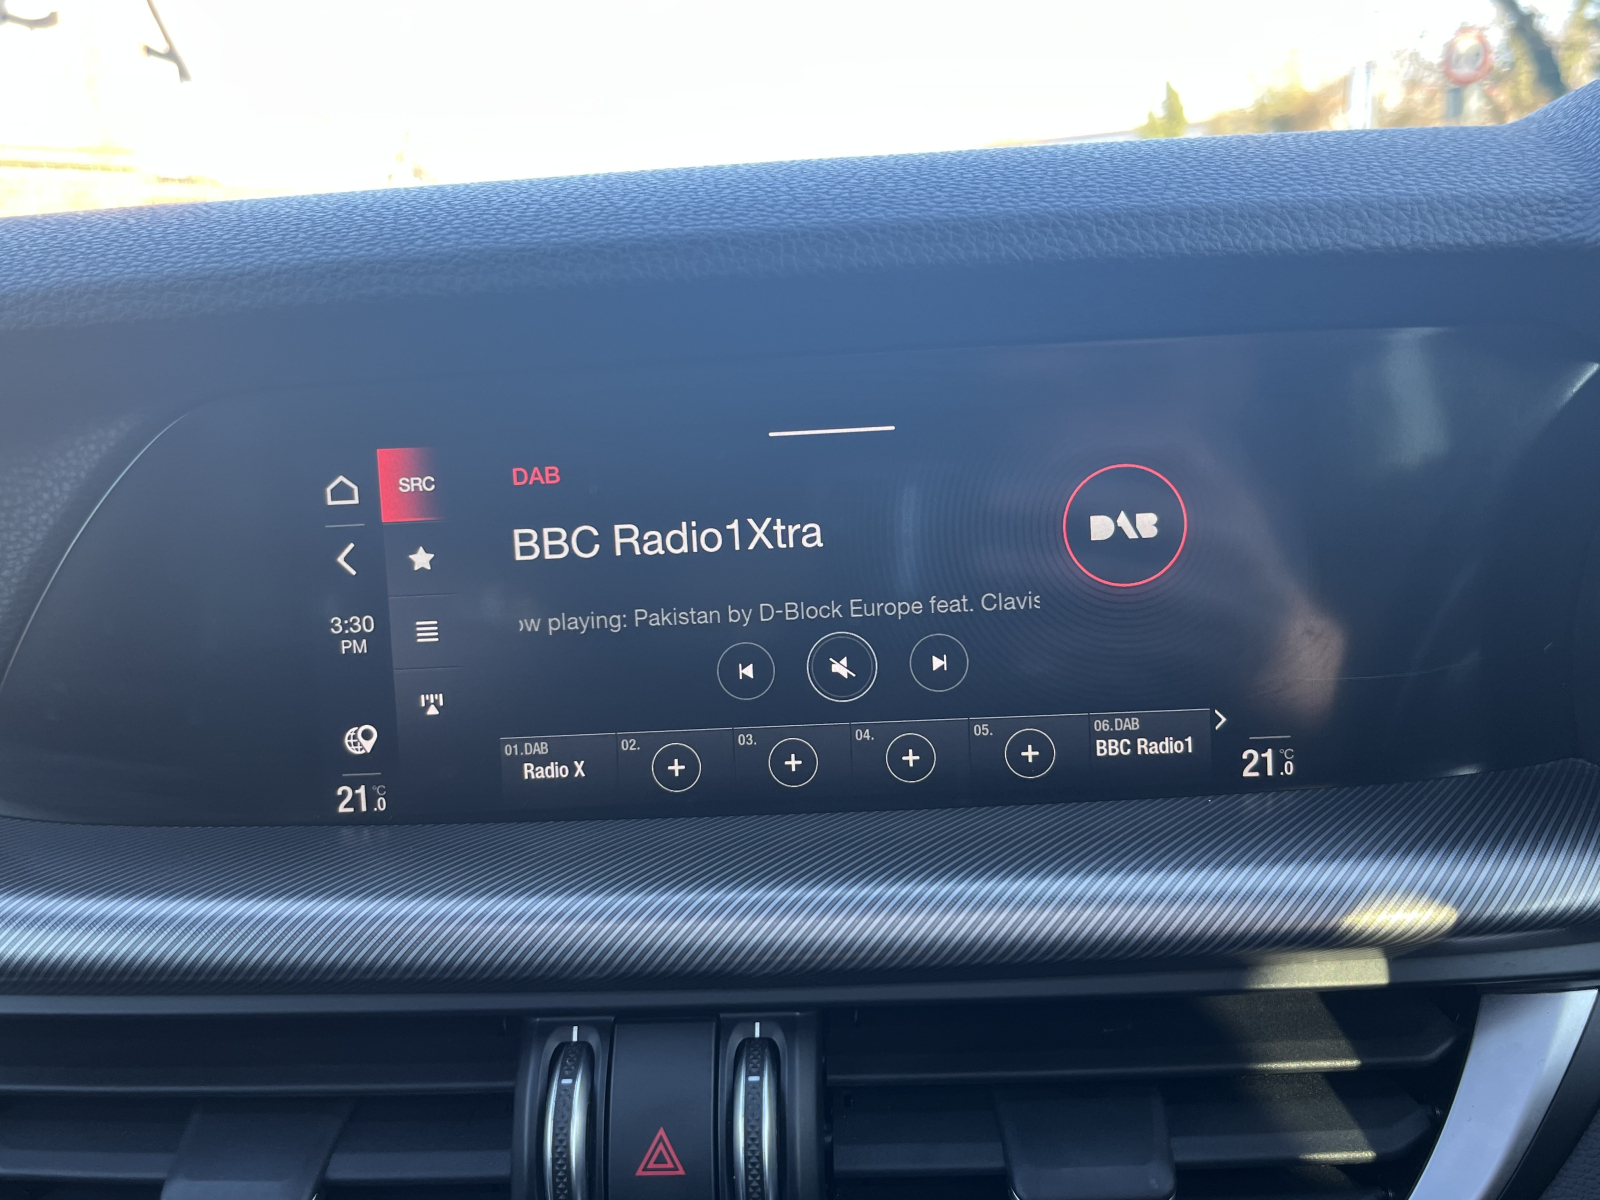 SRC
DAB
BBC Radio1Xtra
DAB
ow playing: Pakistan by D-Block Europe feat. Clavis
3:30
PM
01.DAB
Radio X
02.
03.
04.
05.
06.DAB
BBC Radio1
21.0 °C
21.0 °C